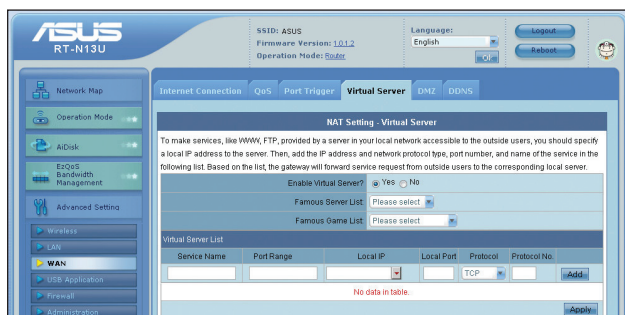 ASUS
RT-N13U
SSID: ASUS
Firmware Version: 1.0.1.2
Operation Mode: Router
Language:
English
Logout
Reboot
Network Map
Operation Mode
AiDisk
EzQoS
Bandwidth
Management
Advanced Setting
Wireless
LAN
WAN
USB Application
Firewall
Administration
Internet Connection QoS Port Trigger Virtual Server DMZ DDNS
NAT Setting - Virtual Server
To make services, like WWW, FTP, provided by a server in your local network accessible to the outside users, you should specify
a local IP address to the server. Then, add the IP address and network protocol type, port number, and name of the service in the
following list. Based on the list, the gateway will forward service request from outside users to the corresponding local server.
Enable Virtual Server? Yes No
Famous Server List: Please select
Famous Game List: Please select
Virtual Server List
Service Name Port Range Local IP Local Port Protocol Protocol No.
TCP Add
No data in table.
Apply